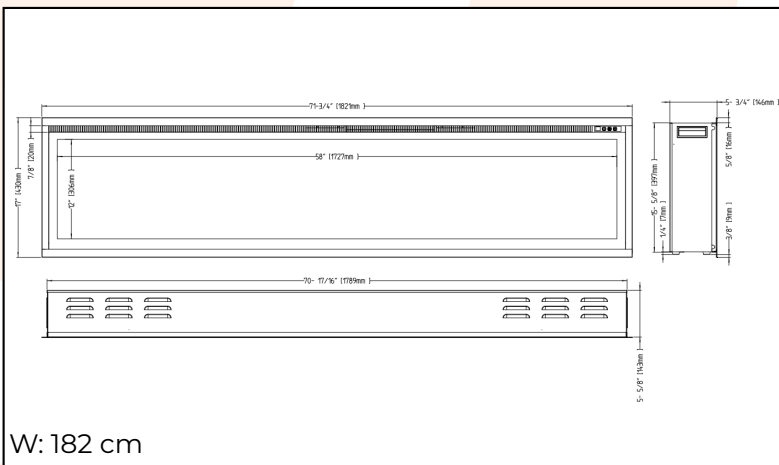 71-3/4" [1821mm ]
5- 3/4" [146mm ]
7/8" [20mm ]
17" [430mm ]
58" [1727mm ]
12" [306mm ]
15- 5/8" [397mm ]
1/4" [7mm ]
5/8" [16mm ]
3/8" [9mm ]
70- 17/16" [1789mm ]
5- 5/8" [143mm ]
W: 182 cm